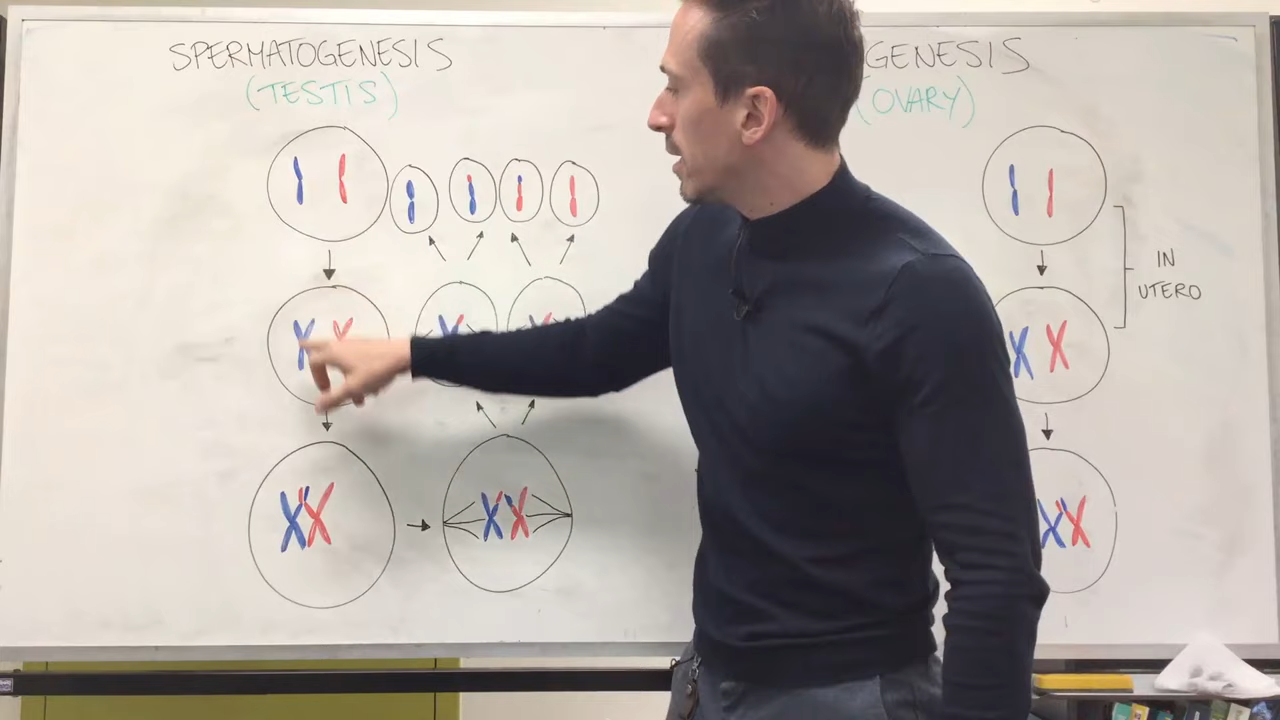 SPERMATOGENESIS
(TESTIS)
GENESIS
(OVARY)
IN
UTERO